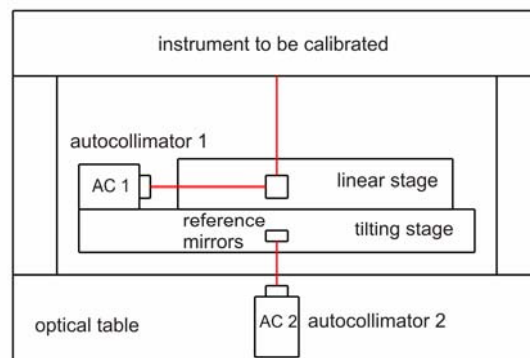 instrument to be calibrated
autocollimator 1
AC 1
linear stage
reference
mirrors
tilting stage
optical table
AC 2
autocollimator 2